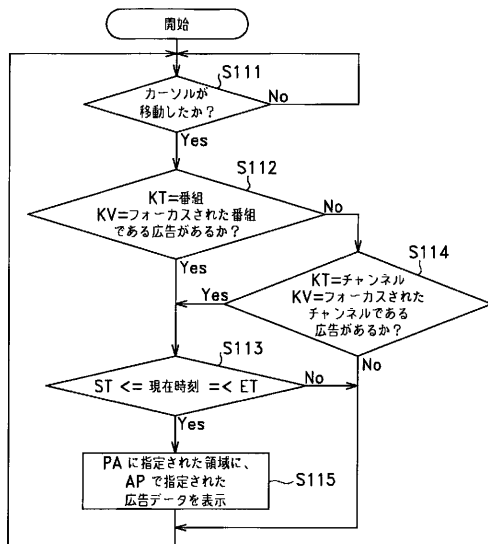 開始
S111
カーソルが
移動したか？
No
Yes
S112
KT=番組
KV=フォーカスされた番組
である広告があるか？
No
Yes
S114
KT=チャンネル
KV=フォーカスされた
チャンネルである
広告があるか？
Yes
No
S113
ST <= 現在時刻 =< ET
No
Yes
PA に指定された領域に、
AP で指定された
広告データを表示
S115